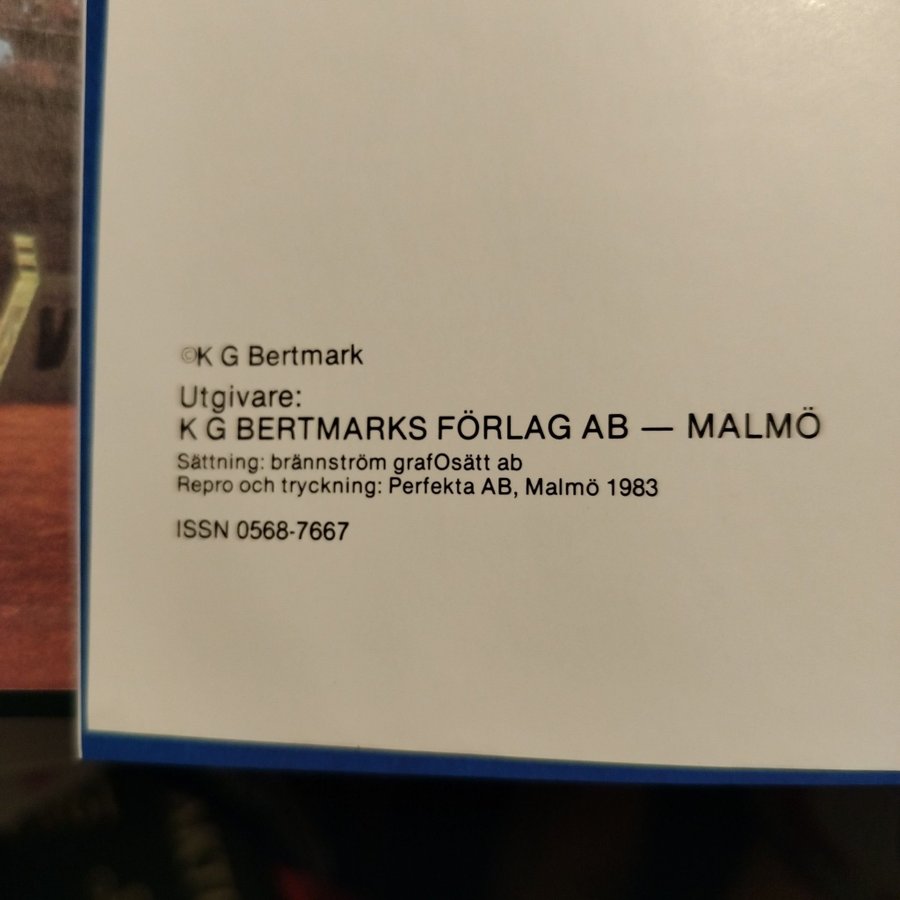 ©K G Bertmark
Utgivare:
K G BERTMARKS FÖRLAG AB — MALMÖ
Sättning: brännström grafOsätt ab
Repro och tryckning: Perfekta AB, Malmö 1983
ISSN 0568-7667